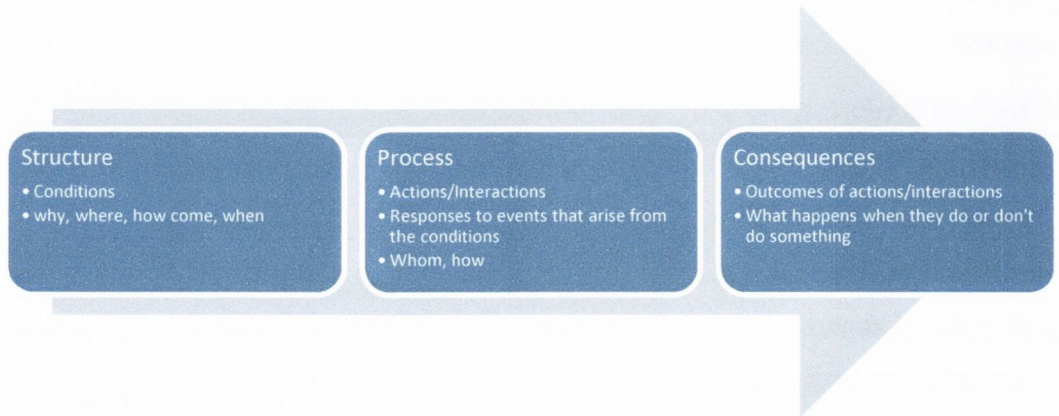 Structure
• Conditions
• why, where, how come, when
Process
• Actions/Interactions
• Responses to events that arise from
the conditions
• Whom, how
Consequences
• Outcomes of actions/interactions
• What happens when they do or don't
do something